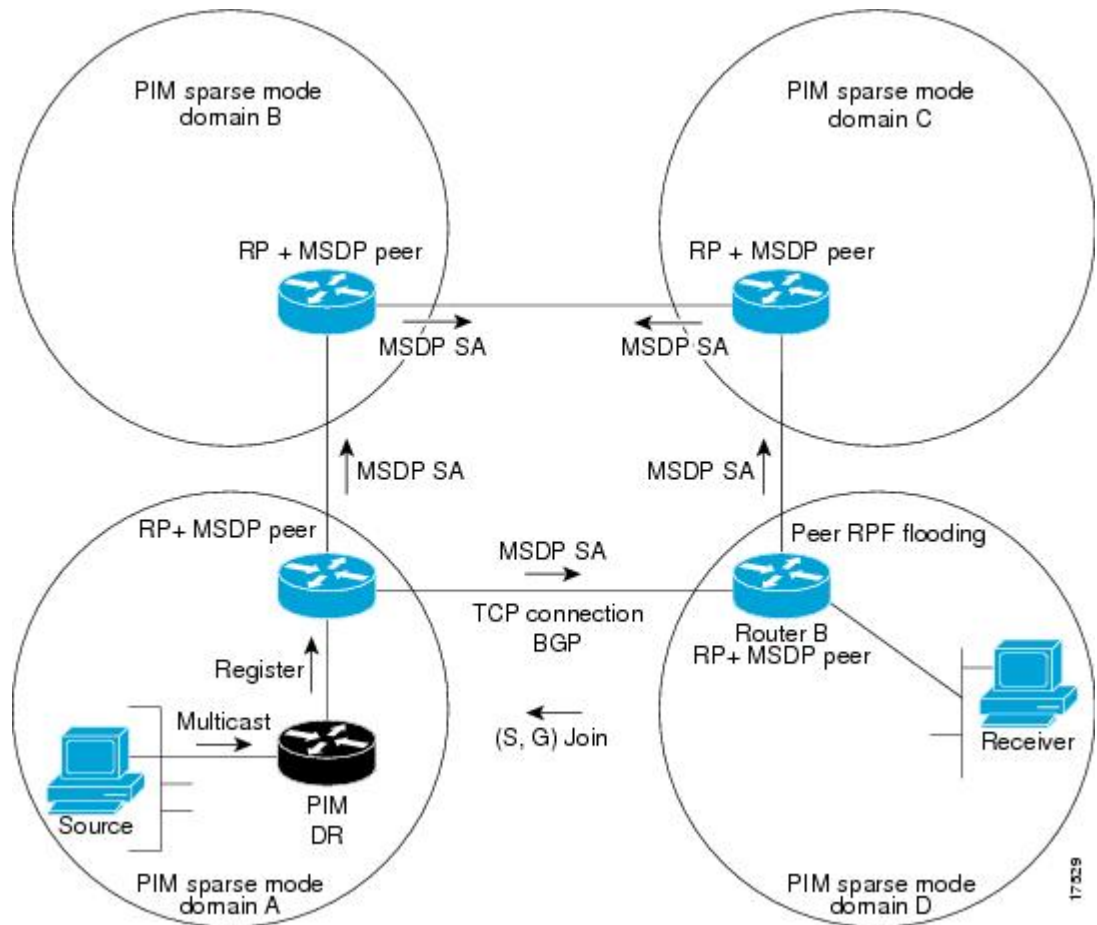 PIM sparse mode
domain B
PIM sparse mode
domain C
RP + MSDP peer
RP + MSDP peer
MSDP SA
MSDP SA
MSDP SA
MSDP SA
RP+ MSDP peer
Peer RPF flooding
MSDP SA
TCP connection
BGP
Router B
RP+ MSDP peer
Register
Multicast
(S, G) Join
Receiver
Source
PIM
DR
PIM sparse mode
domain A
PIM sparse mode
domain D
17529